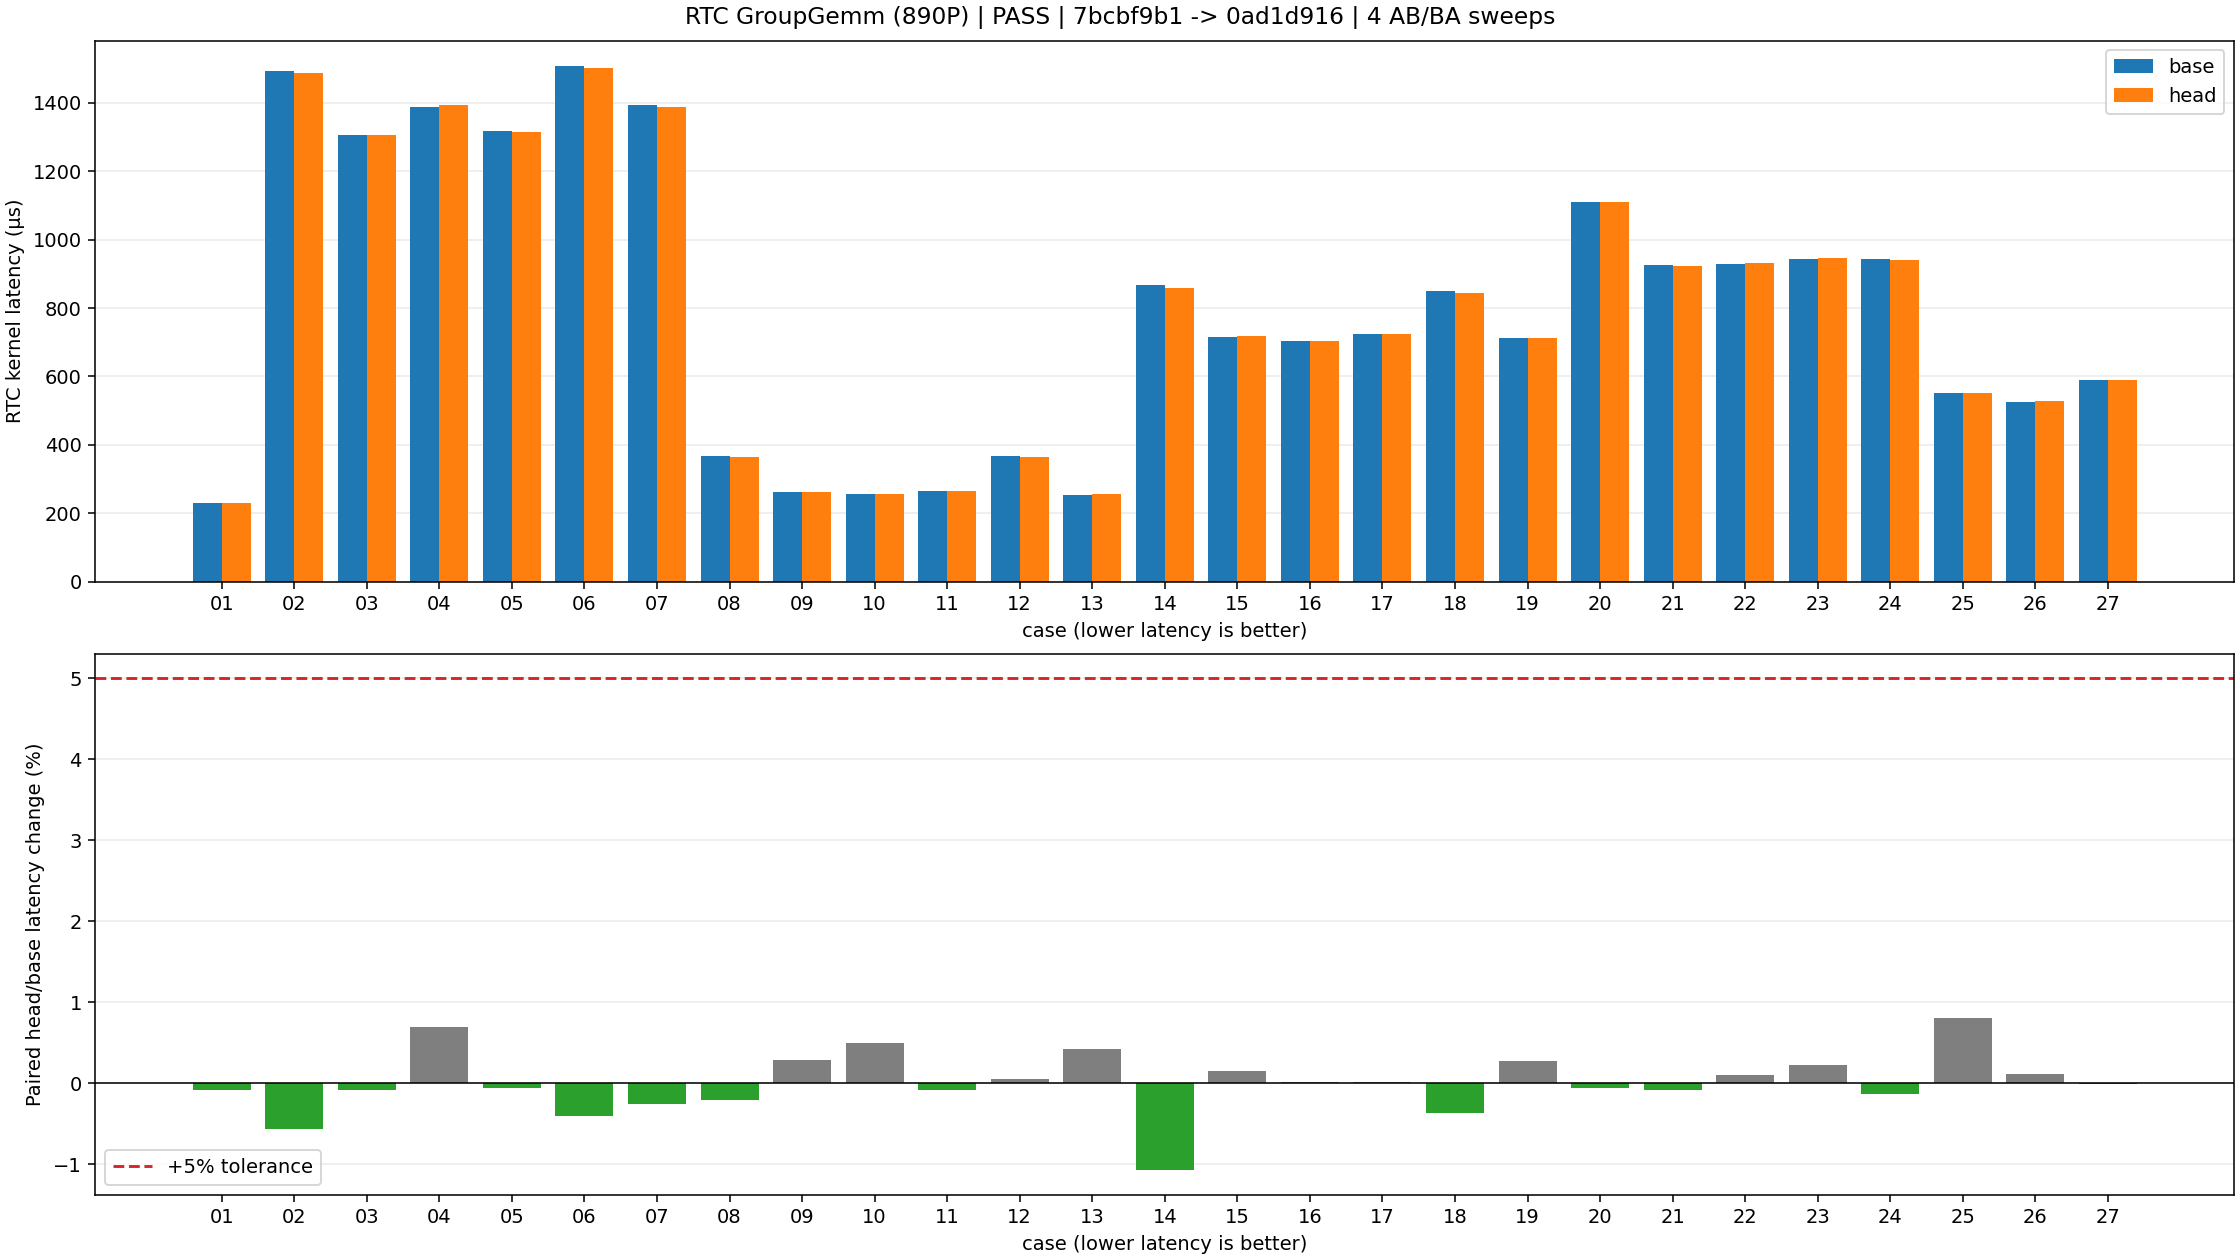 RTC GroupGemm (890P) | PASS | 7bcbf9b1 -> 0ad1d916 | 4 AB/BA sweeps
RTC kernel latency (µs)
1400
1200
1000
800
600
400
200
0
base
head
01 02 03 04 05 06 07 08 09 10 11 12 13 14 15 16 17 18 19 20 21 22 23 24 25 26 27
case (lower latency is better)
Paired head/base latency change (%)
5
4
3
2
1
0
−1
+5% tolerance
01 02 03 04 05 06 07 08 09 10 11 12 13 14 15 16 17 18 19 20 21 22 23 24 25 26 27
case (lower latency is better)